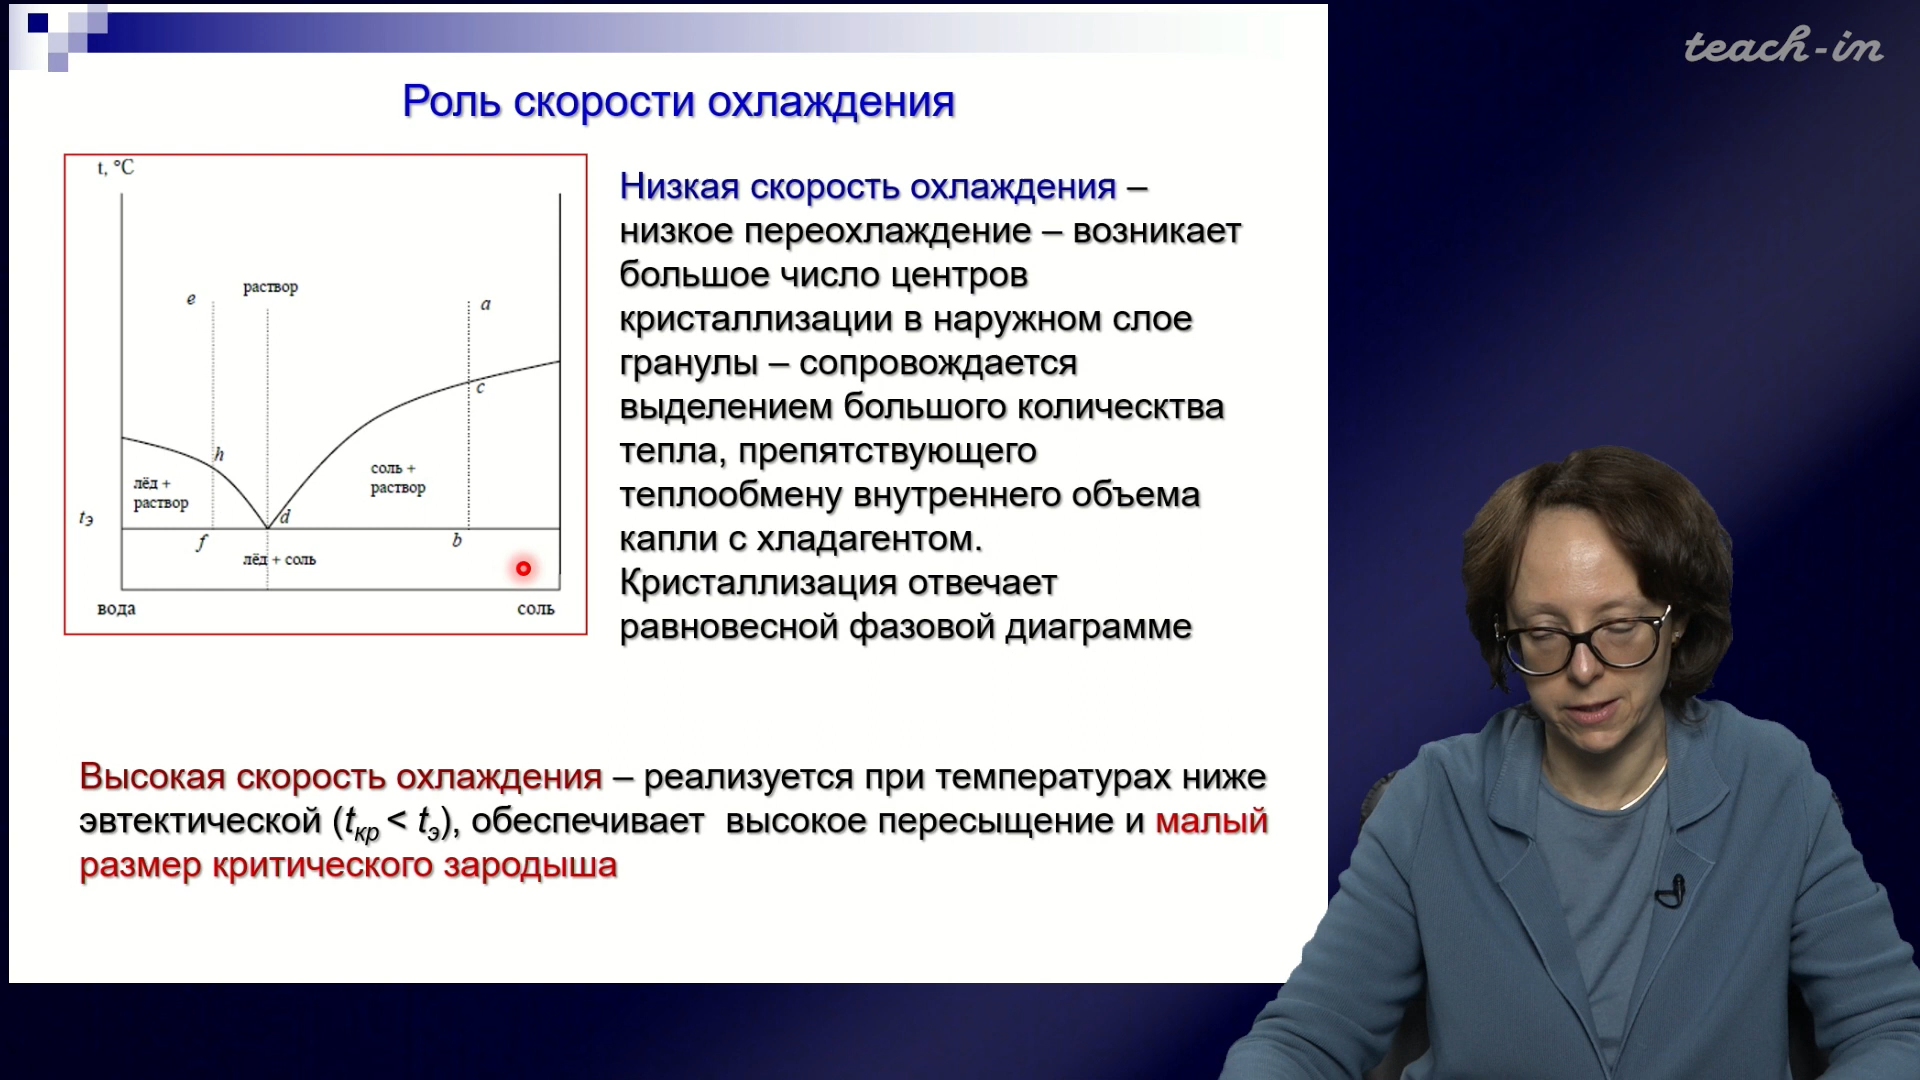 teach-in
Роль скорости охлаждения
t, °C
e
раствор
a
c
h
лёд +
раствор
соль +
раствор
tэ
d
f
b
лёд + соль
вода
соль
Низкая скорость охлаждения –
низкое переохлаждение – возникает
большое число центров
кристаллизации в наружном слое
гранулы – сопровождается
выделением большого количества
тепла, препятствующего
теплообмену внутреннего объема
капли с хладагентом.
Кристаллизация отвечает
равновесной фазовой диаграмме
Высокая скорость охлаждения – реализуется при температурах ниже
эвтектической (tкр < tэ), обеспечивает высокое пересыщение и малый
размер критического зародыша